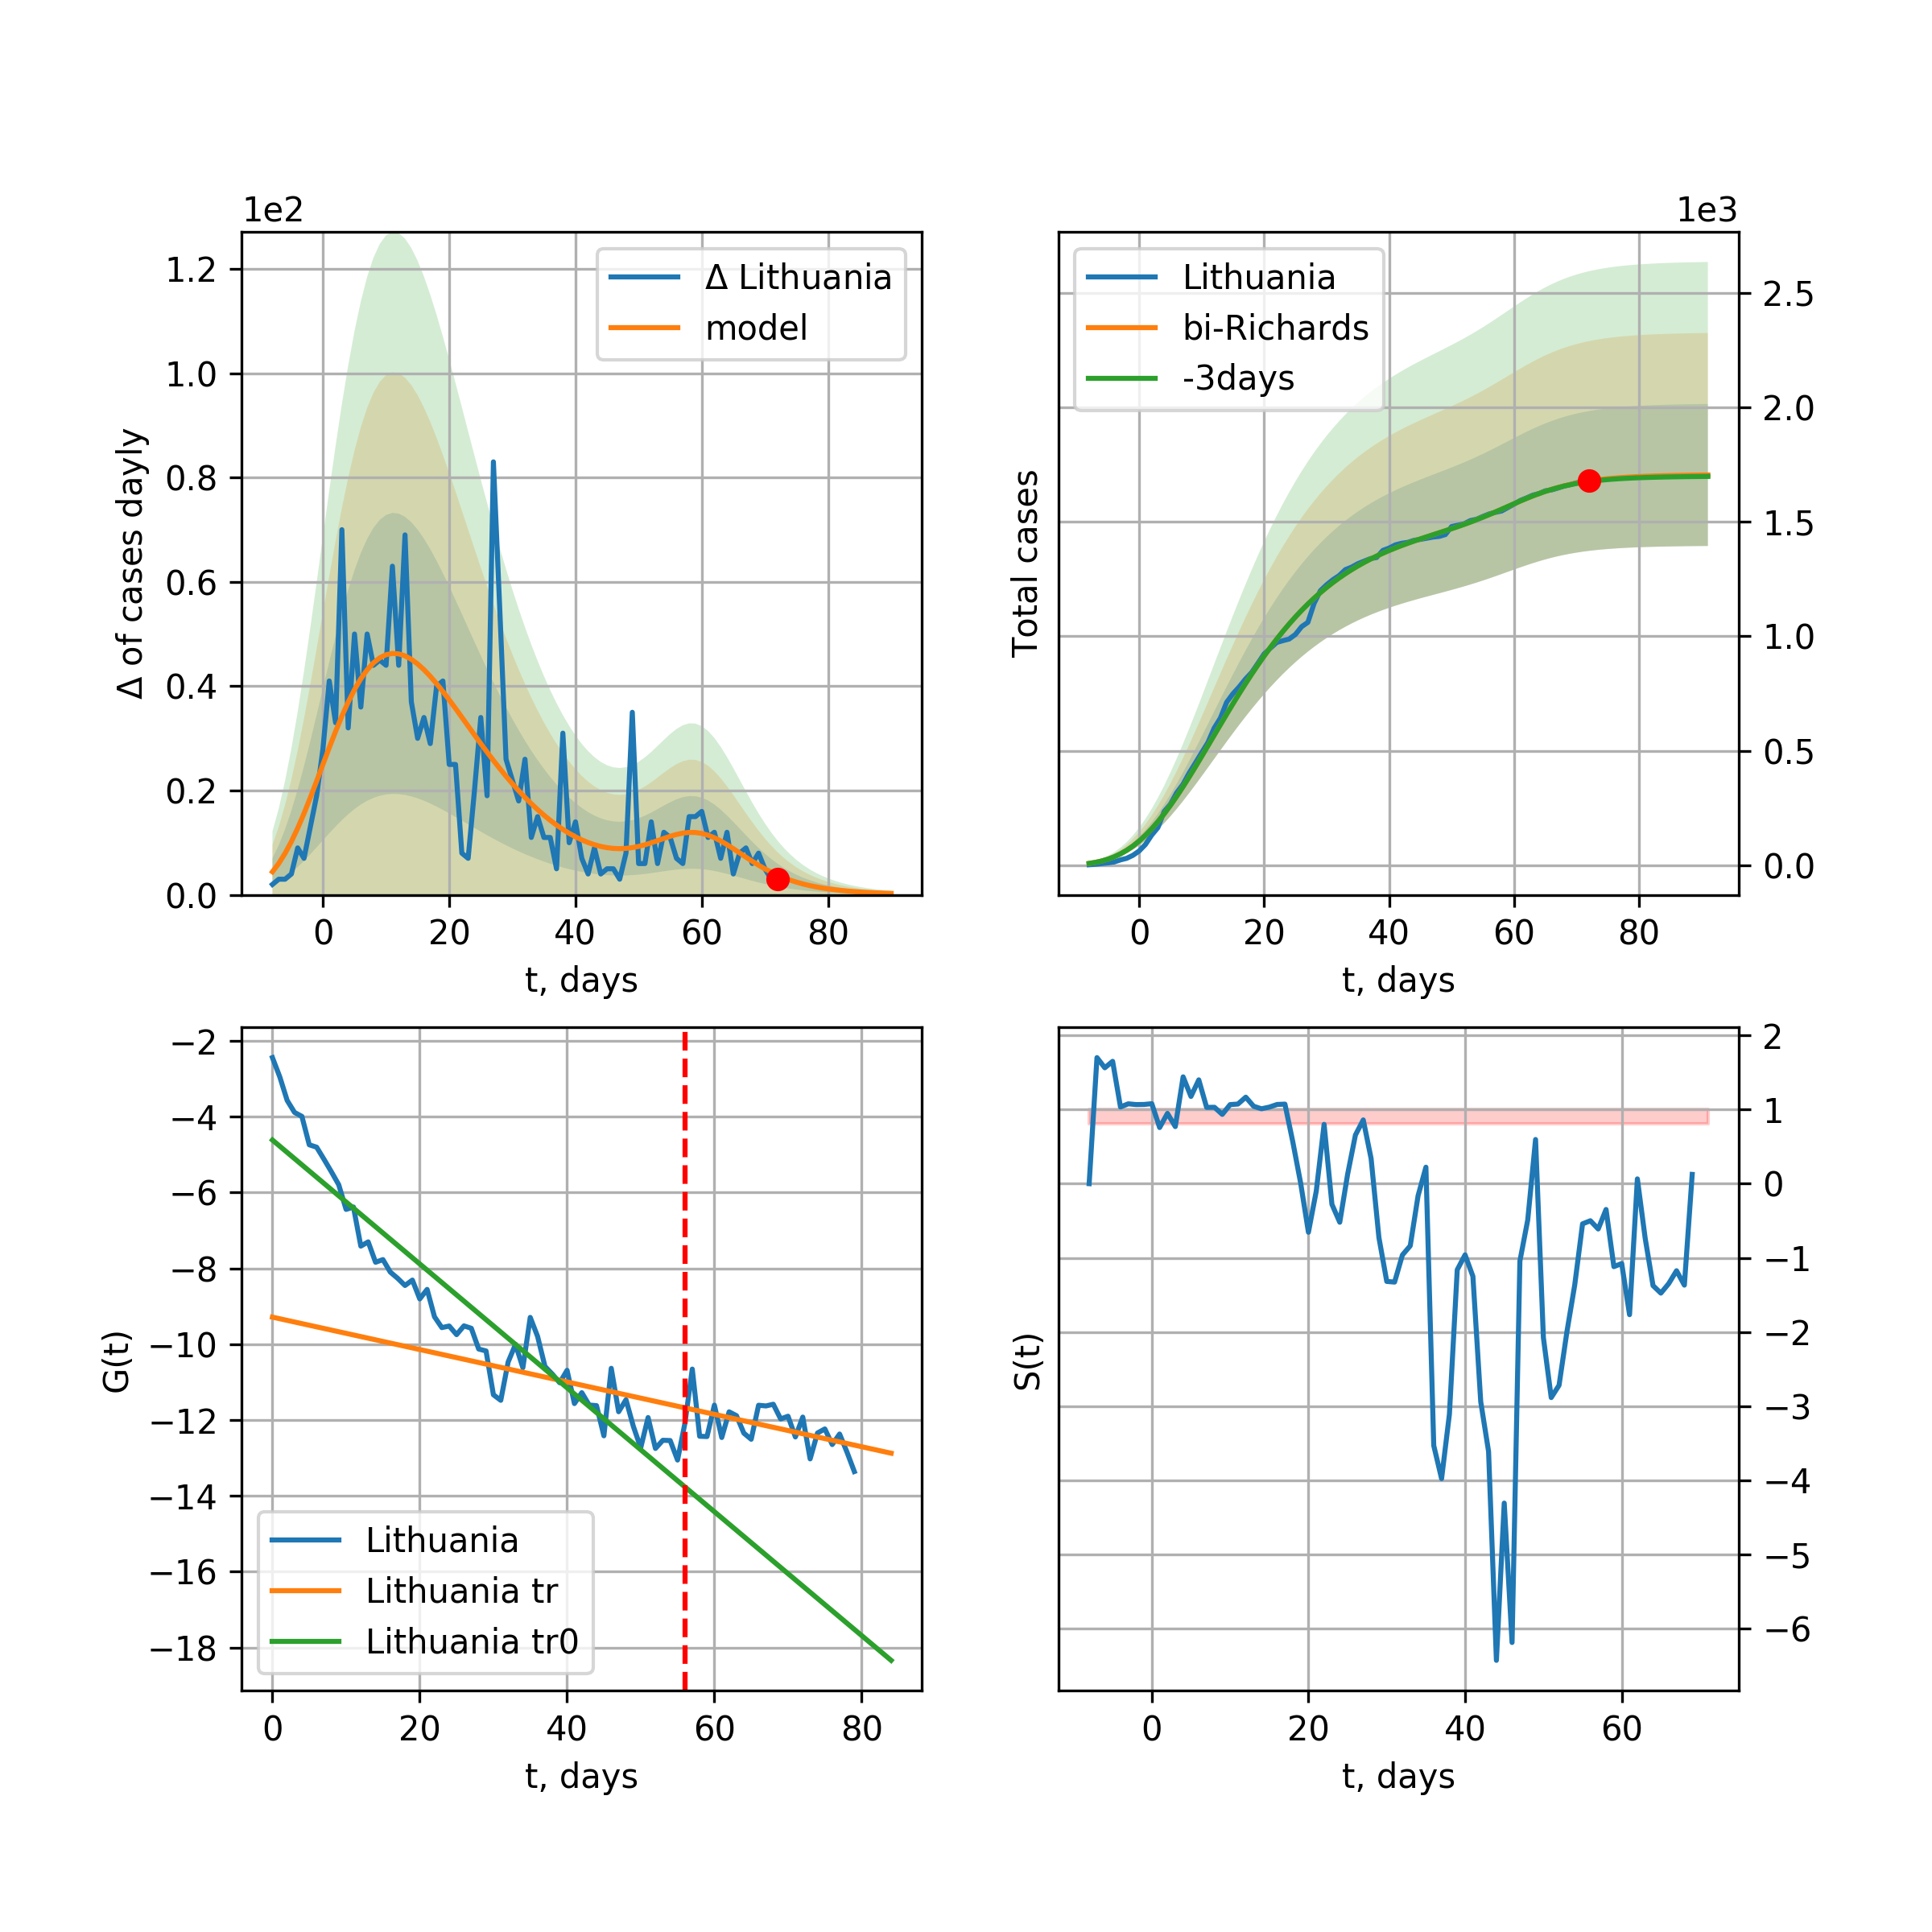 1e2
1e3
Δ of cases dayly
1.2
1.0
0.8
0.6
0.4
0.2
0.0
Δ Lithuania
model
0 20 40 60 80
t, days
Total cases
Lithuania
bi-Richards
-3days
2.5
2.0
1.5
1.0
0.5
0.0
0 20 40 60 80
t, days
G(t)
−2
−4
−6
−8
−10
−12
−14
−16
−18
Lithuania
Lithuania tr
Lithuania tr0
0 20 40 60 80
t, days
S(t)
2
1
0
−1
−2
−3
−4
−5
−6
0 20 40 60
t, days